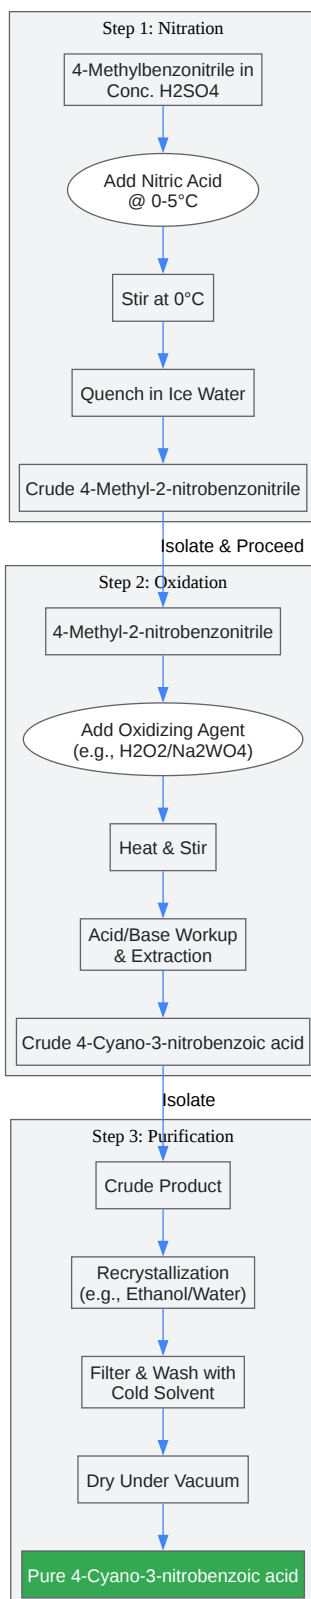 Step 1: Nitration
4-Methylbenzonitrile in
Conc. H2SO4
Add Nitric Acid
@ 0-5°C
Stir at 0°C
Quench in Ice Water
Crude 4-Methyl-2-nitrobenzonitrile
Isolate & Proceed
Step 2: Oxidation
4-Methyl-2-nitrobenzonitrile
Add Oxidizing Agent
(e.g., H2O2/Na2WO4)
Heat & Stir
Acid/Base Workup
& Extraction
Crude 4-Cyano-3-nitrobenzoic acid
Isolate
Step 3: Purification
Crude Product
Recrystallization
(e.g., Ethanol/Water)
Filter & Wash with
Cold Solvent
Dry Under Vacuum
Pure 4-Cyano-3-nitrobenzoic acid